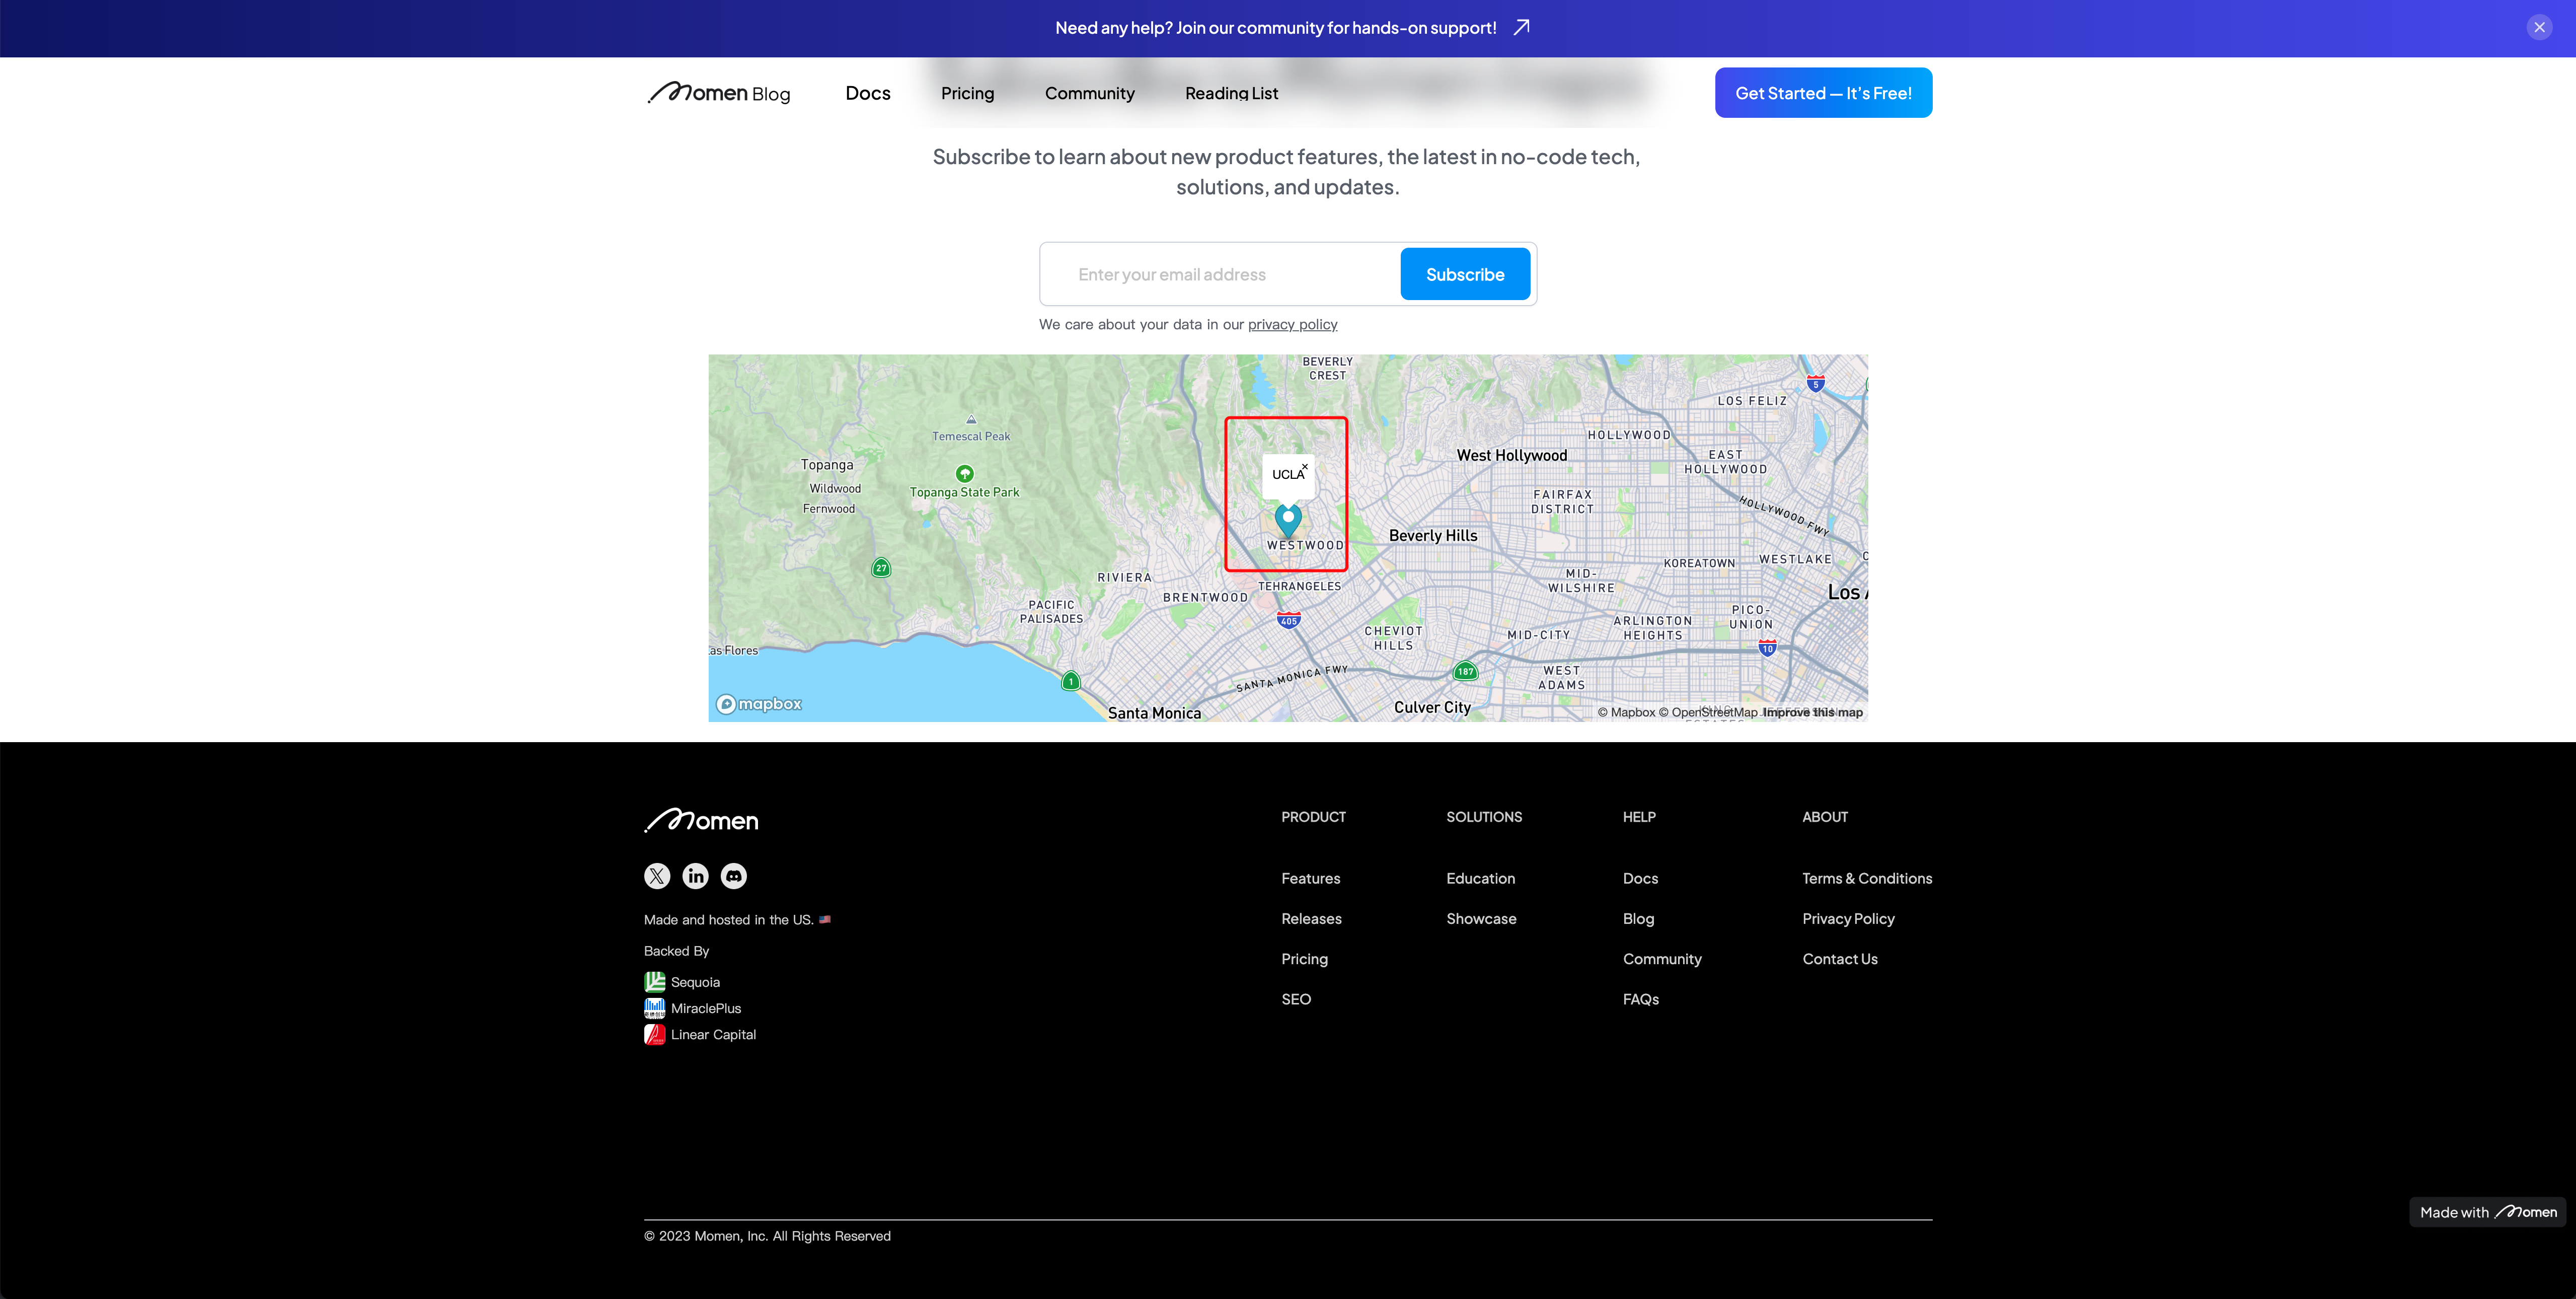 Need any help? Join our community for hands-on support!
Momen Blog
Docs
Pricing
Community
Reading List
Get Started — It's Free!
Subscribe to learn about new product features, the latest in no-code tech,
solutions, and updates.
Enter your email address
Subscribe
We care about your data in our privacy policy
BEVERLY
CREST
5
LOS FELIZ
Temescal Peak
HOLLYWOOD
West Hollywood
EAST
HOLLYWOOD
Topanga
UCLA ×
Wildwood
Topanga State Park
Fernwood
FAIRFAX
DISTRICT
HOLLYWOOD FWY
Beverly Hills
WESTWOOD
27
KOREATOWN
WESTLAKE
RIVIERA
MID-
WILSHIRE
TEHRANGELES
BRENTWOOD
Los
PACIFIC
PALISADES
PICO-
UNION
405
ARLINGTON
HEIGHTS
CHEVIOT
HILLS
MID-CITY
10
as Flores
SANTA MONICA FWY
187
WEST
ADAMS
1
mapbox
Santa Monica
Culver City
© Mapbox © OpenStreetMap Improve this map
Momen
PRODUCT
SOLUTIONS
HELP
ABOUT
Features
Education
Docs
Terms & Conditions
Releases
Showcase
Blog
Privacy Policy
Pricing
Community
Contact Us
SEO
FAQs
Made and hosted in the US.
Backed By
Sequoia
MiraclePlus
Linear Capital
Made with Momen
© 2023 Momen, Inc. All Rights Reserved